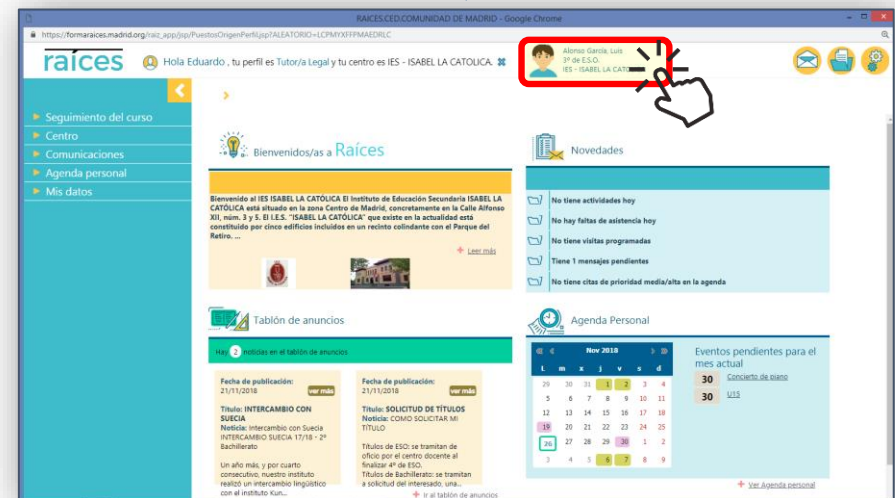 RAICES.CED.COMUNIDAD DE MADRID - Google Chrome
https://formaraices.madrid.org/raiz_app/jsp/PuestosOrigenPerfil.jsp?ALEATORIO=LCPMYXFFPMAEDRLC
raíces
Hola Eduardo , tu perfil es Tutor/a Legal y tu centro es IES - ISABEL LA CATOLICA.
Alonso García, Luis
3º de E.S.O.
IES - ISABEL LA
Seguimiento del curso
Centro
Comunicaciones
Agenda personal
Mis datos
Bienvenidos/as a Raíces
Bienvenido al IES ISABEL LA CATÓLICA El Instituto de Educación Secundaria ISABEL LA
CATÓLICA está situado en la zona Centro de Madrid, concretamente en la Calle Alfonso
XII, núm. 3 y 5. El I.E.S. "ISABEL LA CATÓLICA" que existe en la actualidad está
constituido por cinco edificios incluidos en un recinto colindante con el Parque del
Retiro. ...
Leer más
Novedades
No tiene actividades hoy
No hay faltas de asistencia hoy
No tiene visitas programadas
Tiene 1 mensajes pendientes
No tiene citas de prioridad media/alta en la agenda
Tablón de anuncios
Hay 2 noticias en el tablón de anuncios
Fecha de publicación:
21/11/2018 ver más
Título: INTERCAMBIO CON
SUECIA
Noticia: Intercambio con Suecia
INTERCAMBIO SUECIA 17/18 - 2º
Bachillerato
Un año más, y por cuarto
consecutivo, nuestro instituto
realizó un intercambio lingüístico
con el instituto Kun...
Fecha de publicación:
21/11/2018 ver más
Título: SOLICITUD DE TÍTULOS
Noticia: COMO SOLICITAR MI
TÍTULO
Títulos de ESO: se tramitan de
oficio por el centro docente al
finalizar 4º de ESO.
Títulos de Bachillerato: se tramitan
a solicitud del interesado, una...
Ir al tablón de anuncios
Agenda Personal
Nov 2018
L m x j v s d
29 30 31 1 2 3 4
5 6 7 8 9 10 11
12 13 14 15 16 17 18
19 20 21 22 23 24 25
26 27 28 29 30 1 2
3 4 5 6 7 8 9
Eventos pendientes para el
mes actual
30 Concierto de piano
30 U15
Ver Agenda personal